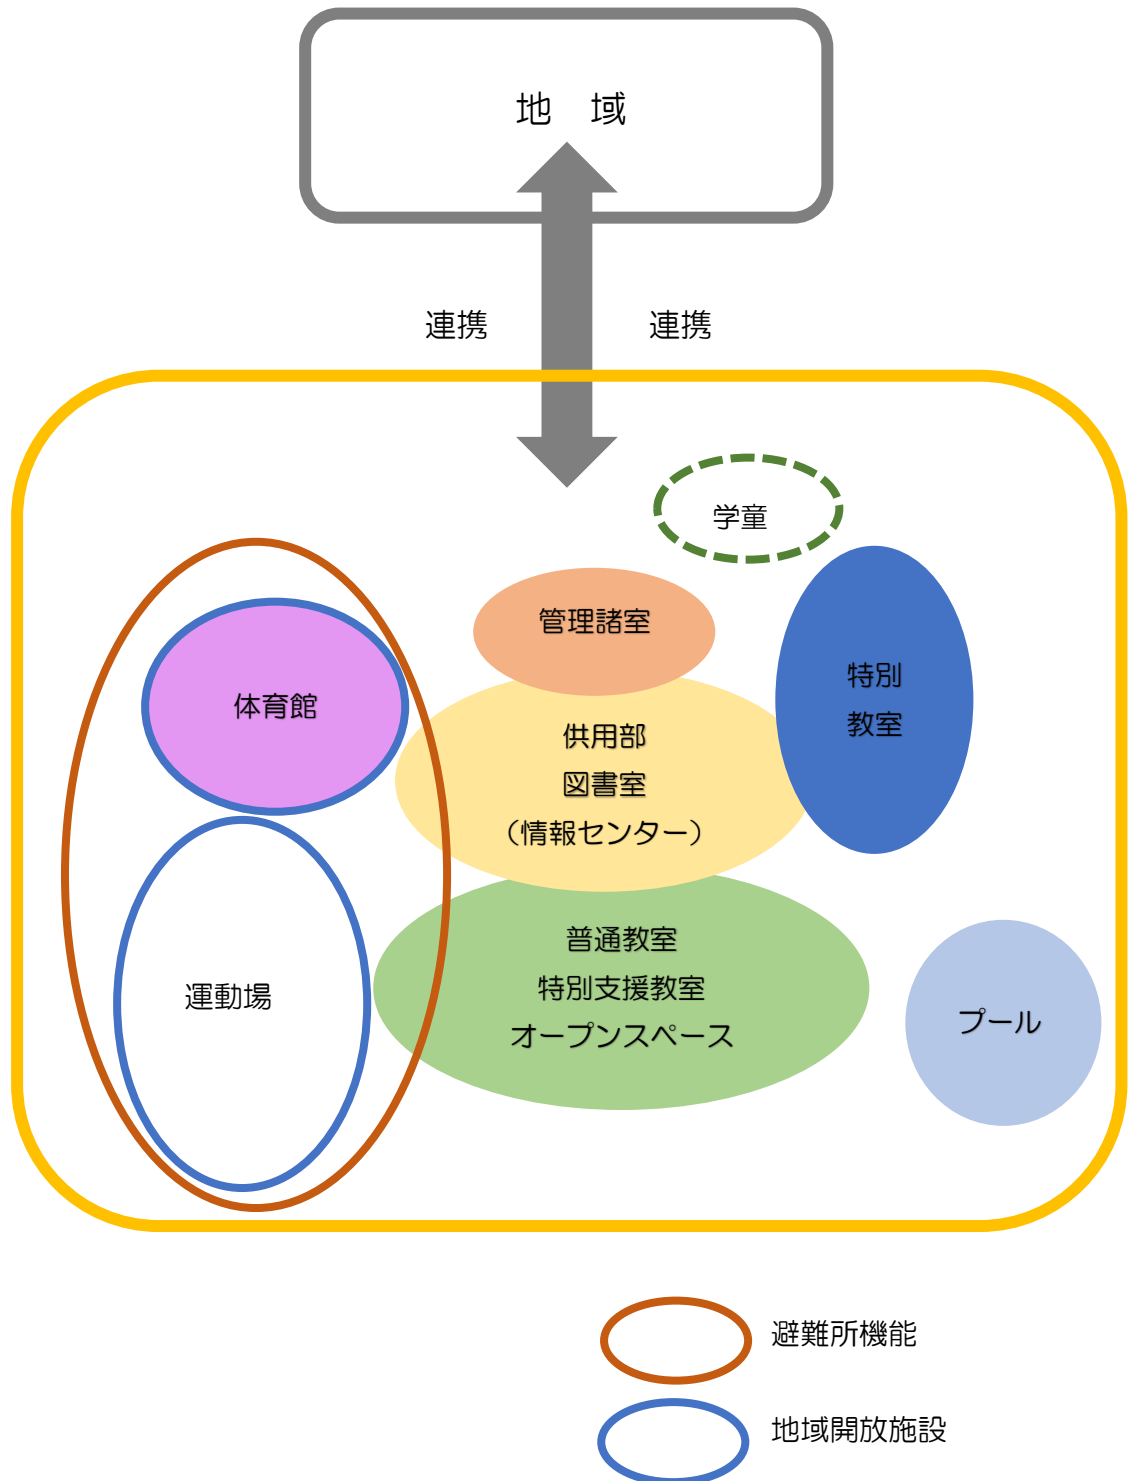 地　域
連携
連携
学童
管理諸室
特別
教室
体育館
供用部
図書室
（情報センター）
普通教室
特別支援教室
オープンスペース
運動場
プール
避難所機能
地域開放施設